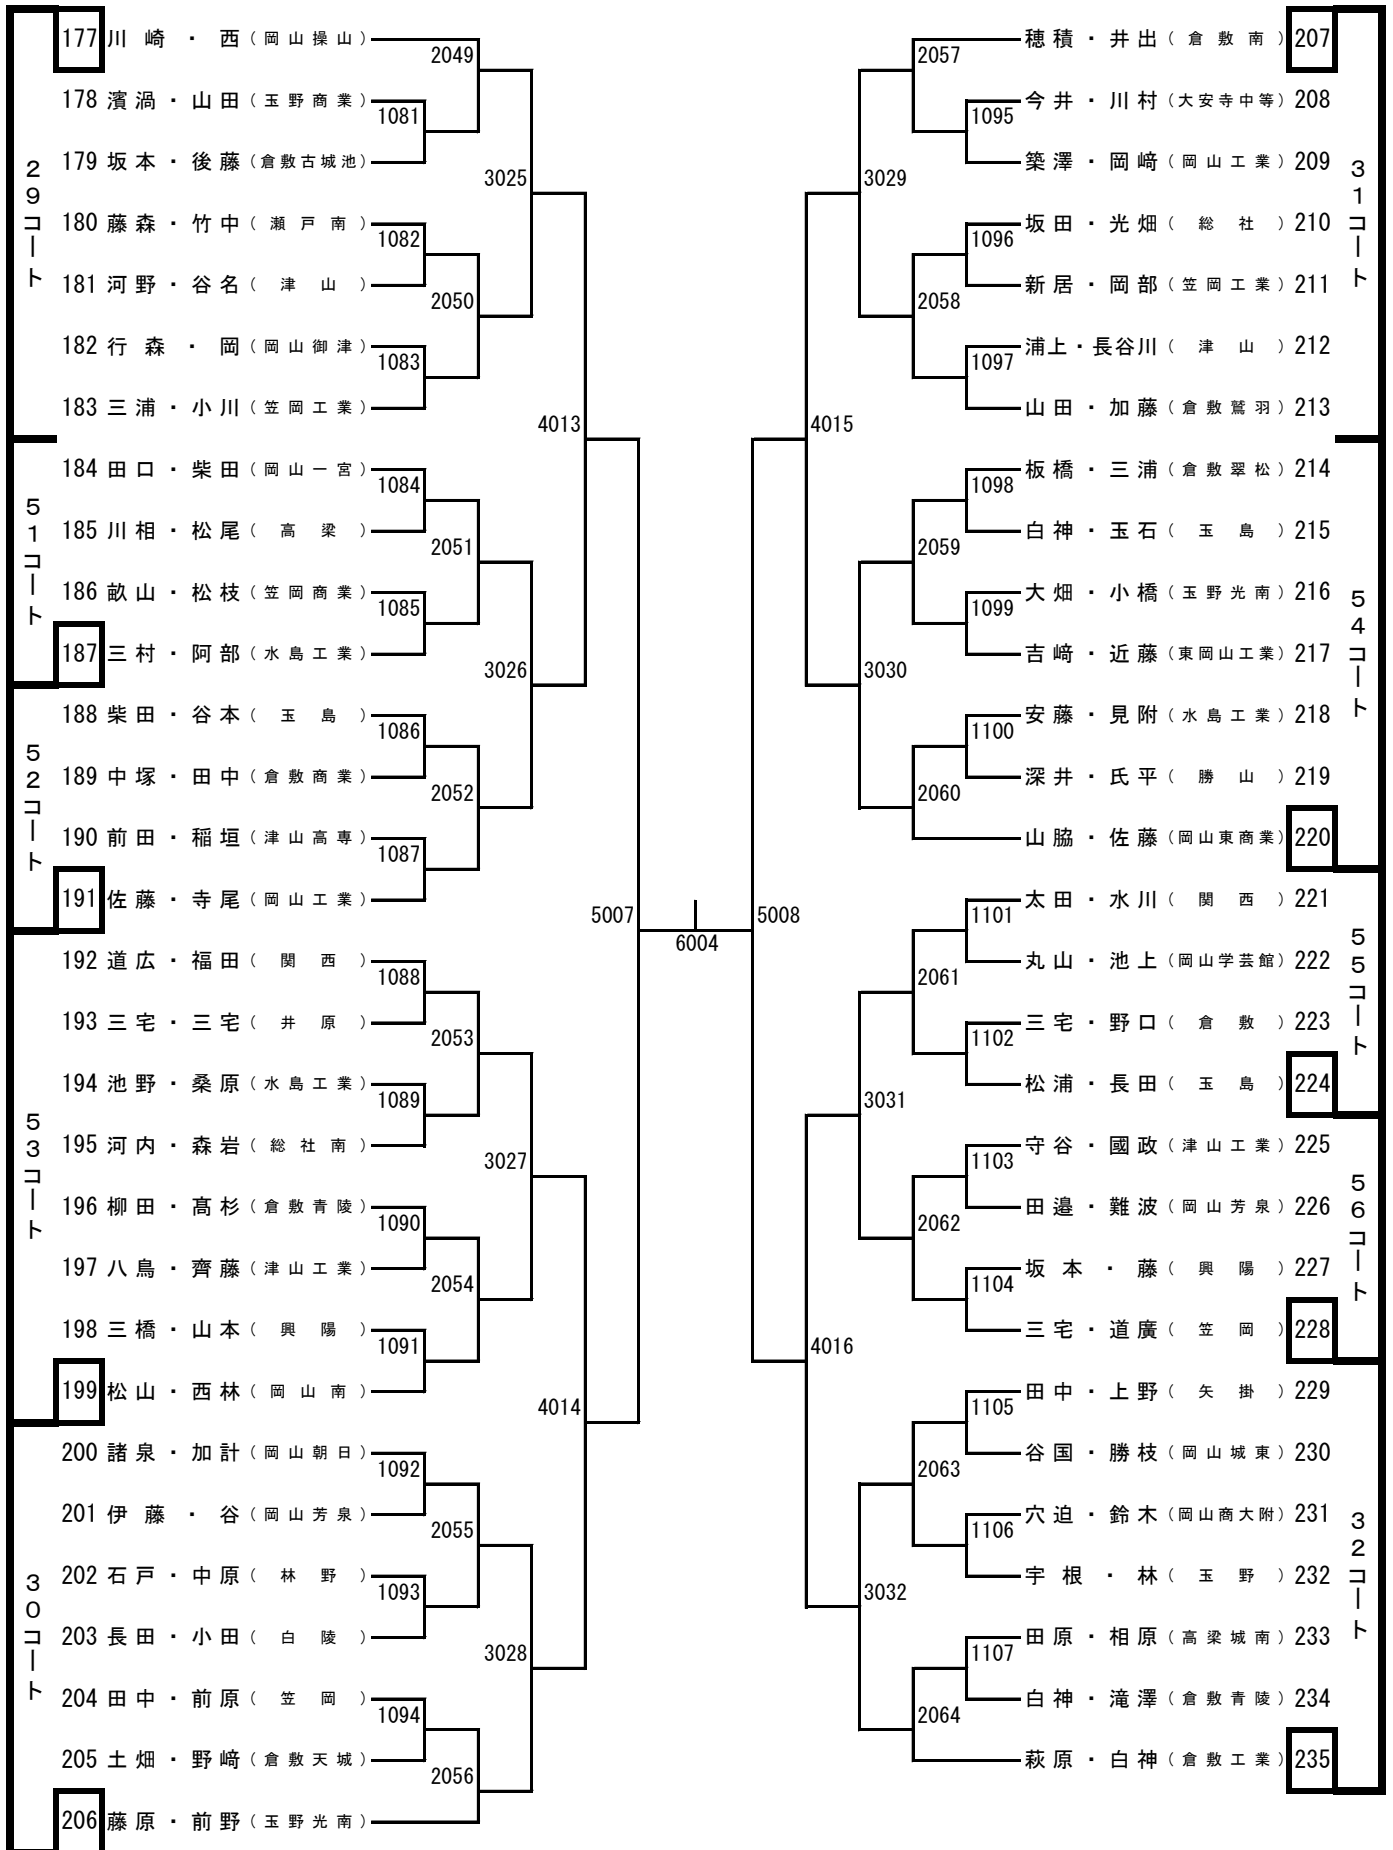 29コート
177 川崎・西(岡山操山)
178 濱渦・山田(玉野商業)
179 坂本・後藤(倉敷古城池)
180 藤森・竹中(瀬戸南)
181 河野・谷名(津山)
182 行森・岡(岡山御津)
183 三浦・小川(笠岡工業)
51コート
184 田口・柴田(岡山一宮)
185 川相・松尾(高梁)
186 畝山・松枝(笠岡商業)
187 三村・阿部(水島工業)
52コート
188 柴田・谷本(玉島)
189 中塚・田中(倉敷商業)
190 前田・稲垣(津山高専)
191 佐藤・寺尾(岡山工業)
53コート
192 道広・福田(関西)
193 三宅・三宅(井原)
194 池野・桑原(水島工業)
195 河内・森岩(総社南)
196 柳田・髙杉(倉敷青陵)
197 八鳥・齊藤(津山工業)
198 三橋・山本(興陽)
199 松山・西林(岡山南)
30コート
200 諸泉・加計(岡山朝日)
201 伊藤・谷(岡山芳泉)
202 石戸・中原(林野)
203 長田・小田(白陵)
204 田中・前原(笠岡)
205 土畑・野﨑(倉敷天城)
206 藤原・前野(玉野光南)
1081
1082
1083
1084
1085
1086
1087
1088
1089
1090
1091
1092
1093
1094
2049
2050
2051
2052
2053
2054
2055
2056
3025
3026
3027
3028
4013
4014
5007
6004
5008
4015
4016
3029
3030
3031
3032
2057
2058
2059
2060
2061
2062
2063
2064
1095
1096
1097
1098
1099
1100
1101
1102
1103
1104
1105
1106
1107
穂積・井出(倉敷南) 207
今井・川村(大安寺中等) 208
築澤・岡﨑(岡山工業) 209
坂田・光畑(総社) 210
新居・岡部(笠岡工業) 211
浦上・長谷川(津山) 212
山田・加藤(倉敷鷲羽) 213
31コート
板橋・三浦(倉敷翠松) 214
白神・玉石(玉島) 215
大畑・小橋(玉野光南) 216
吉﨑・近藤(東岡山工業) 217
安藤・見附(水島工業) 218
深井・氏平(勝山) 219
山脇・佐藤(岡山東商業) 220
54コート
太田・水川(関西) 221
丸山・池上(岡山学芸館) 222
三宅・野口(倉敷) 223
松浦・長田(玉島) 224
55コート
守谷・國政(津山工業) 225
田邉・難波(岡山芳泉) 226
坂本・藤(興陽) 227
三宅・道廣(笠岡) 228
56コート
田中・上野(矢掛) 229
谷国・勝枝(岡山城東) 230
穴迫・鈴木(岡山商大附) 231
宇根・林(玉野) 232
田原・相原(高梁城南) 233
白神・滝澤(倉敷青陵) 234
萩原・白神(倉敷工業) 235
32コート